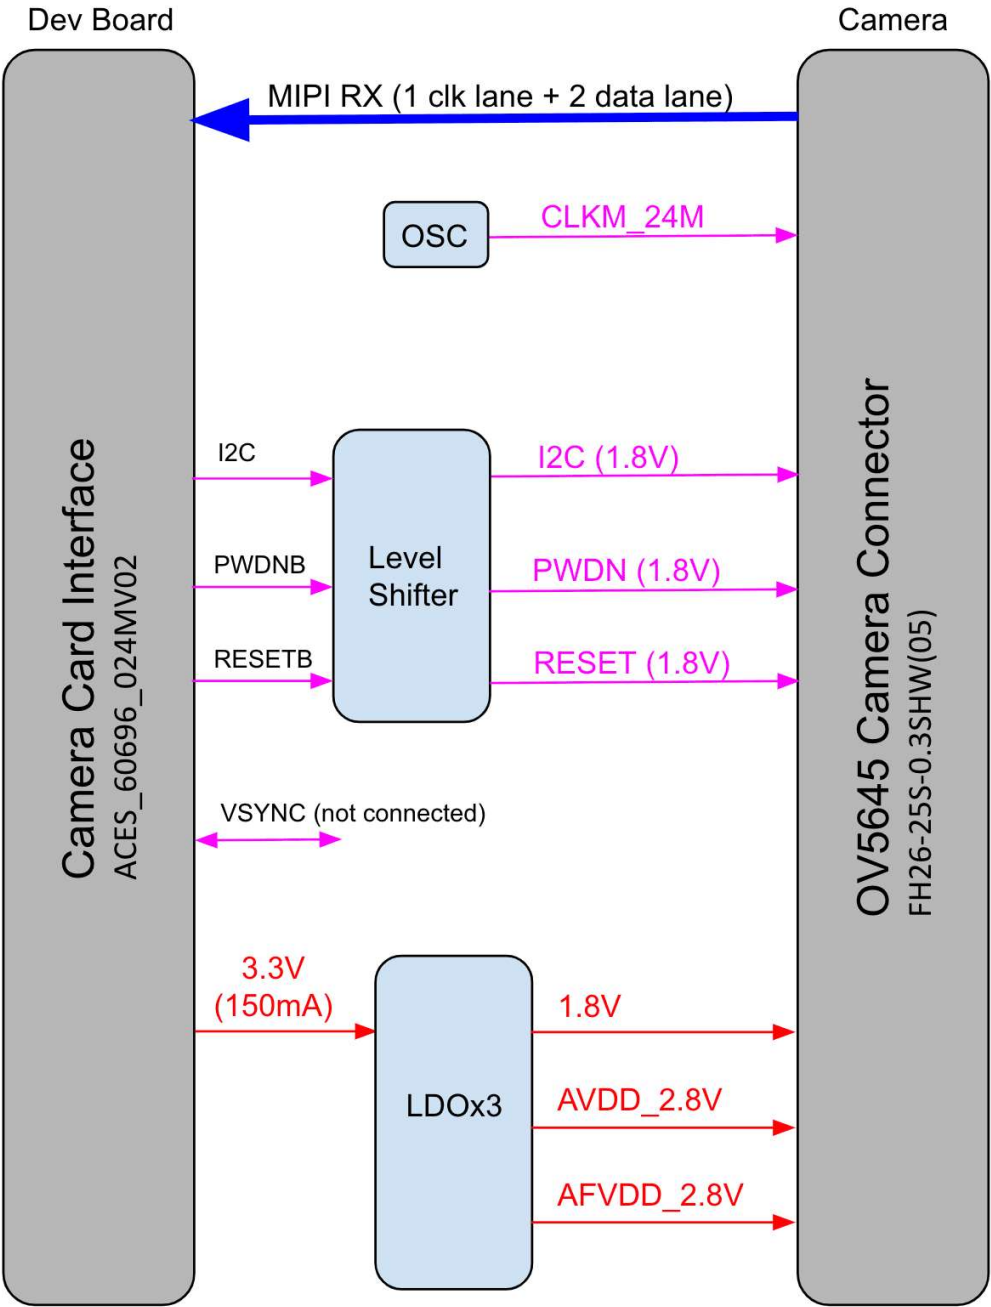 Dev Board
Camera
MIPI RX (1 clk lane + 2 data lane)
OSC
CLKM_24M
Camera Card Interface
ACES_60696_024MV02
OV5645 Camera Connector
FH26-25S-0.3SHW(05)
I2C
I2C (1.8V)
Level
Shifter
PWDNB
PWDN (1.8V)
RESETB
RESET (1.8V)
VSYNC (not connected)
3.3V
(150mA)
1.8V
LDOx3
AVDD_2.8V
AFVDD_2.8V